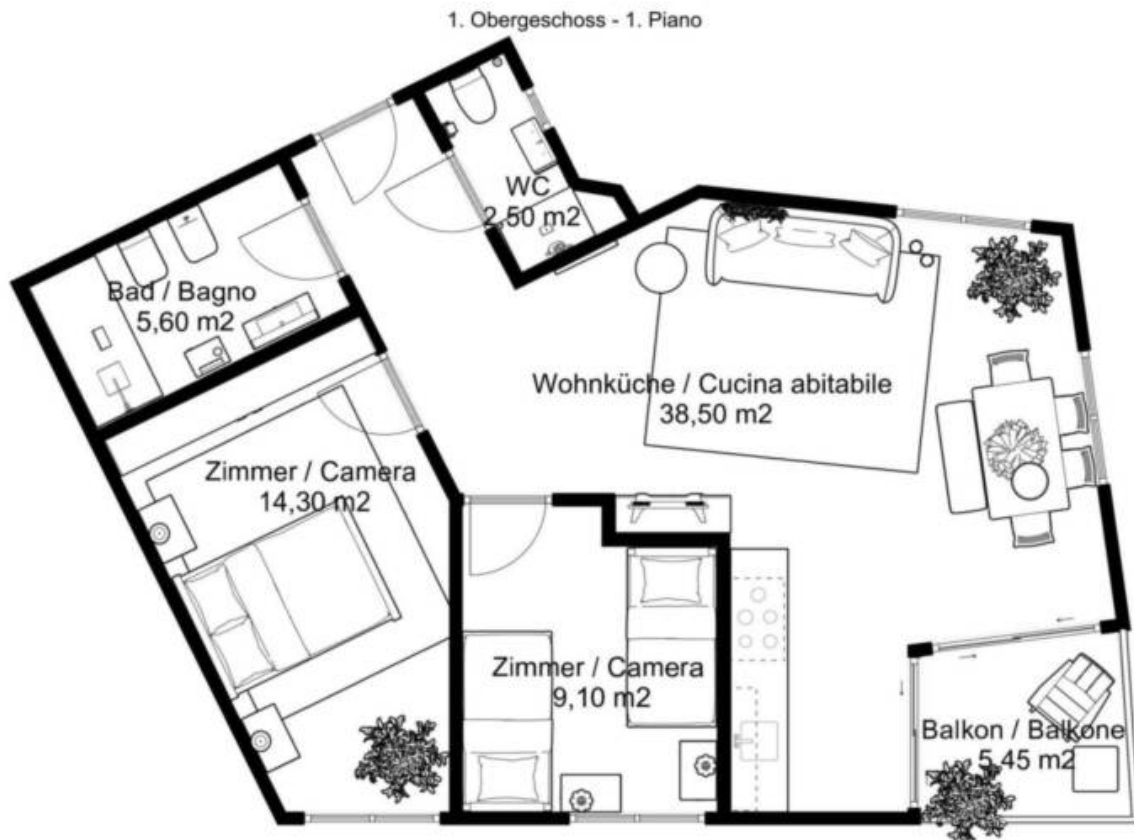 1. Obergeschoss - 1. Piano
WC
2,50 m2
Bad / Bagno
5,60 m2
Wohnküche / Cucina abitabile
38,50 m2
Zimmer / Camera
14,30 m2
Zimmer / Camera
9,10 m2
Balkon / Balkone
5,45 m2